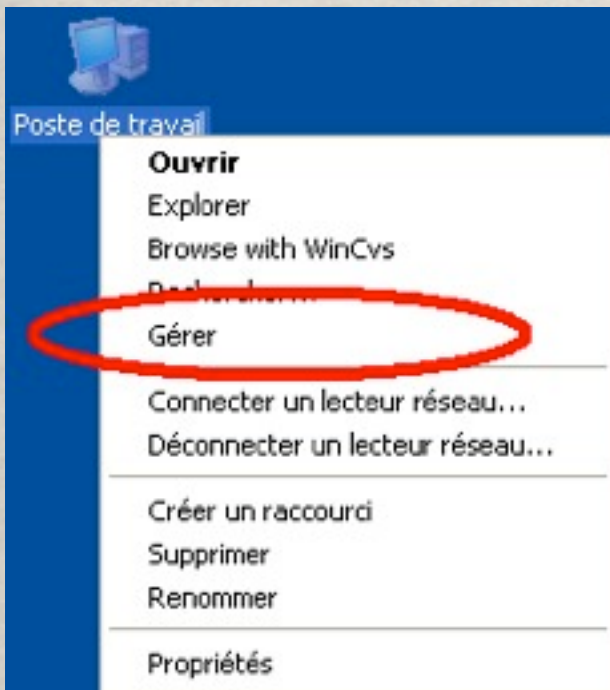 Poste de travail
Ouvrir
Explorer
Browse with WinCvs
Gérer
Connecter un lecteur réseau...
Déconnecter un lecteur réseau...
Créer un raccourci
Supprimer
Renommer
Propriétés